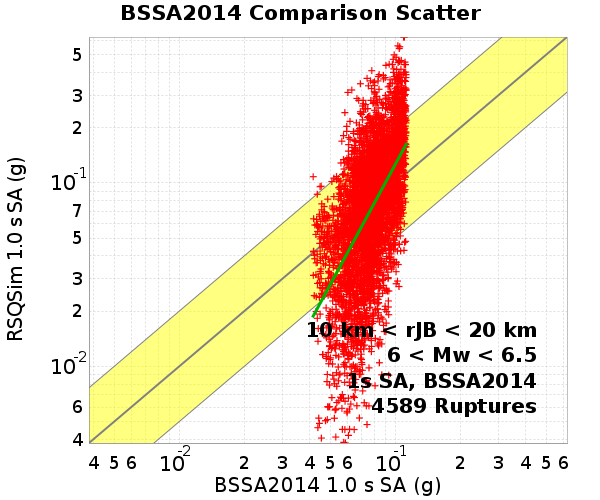 BSSA2014 Comparison Scatter
RSQSim 1.0 s SA (g)
5
3
2
10^-1
7
5
3
2
10^-2
6
4
10 km < rJB < 20 km
6 < Mw < 6.5
1s SA, BSSA2014
4589 Ruptures
4 5 6 10^-2 2 3 4 5 6 10^-1 2 3 4 5 6
BSSA2014 1.0 s SA (g)